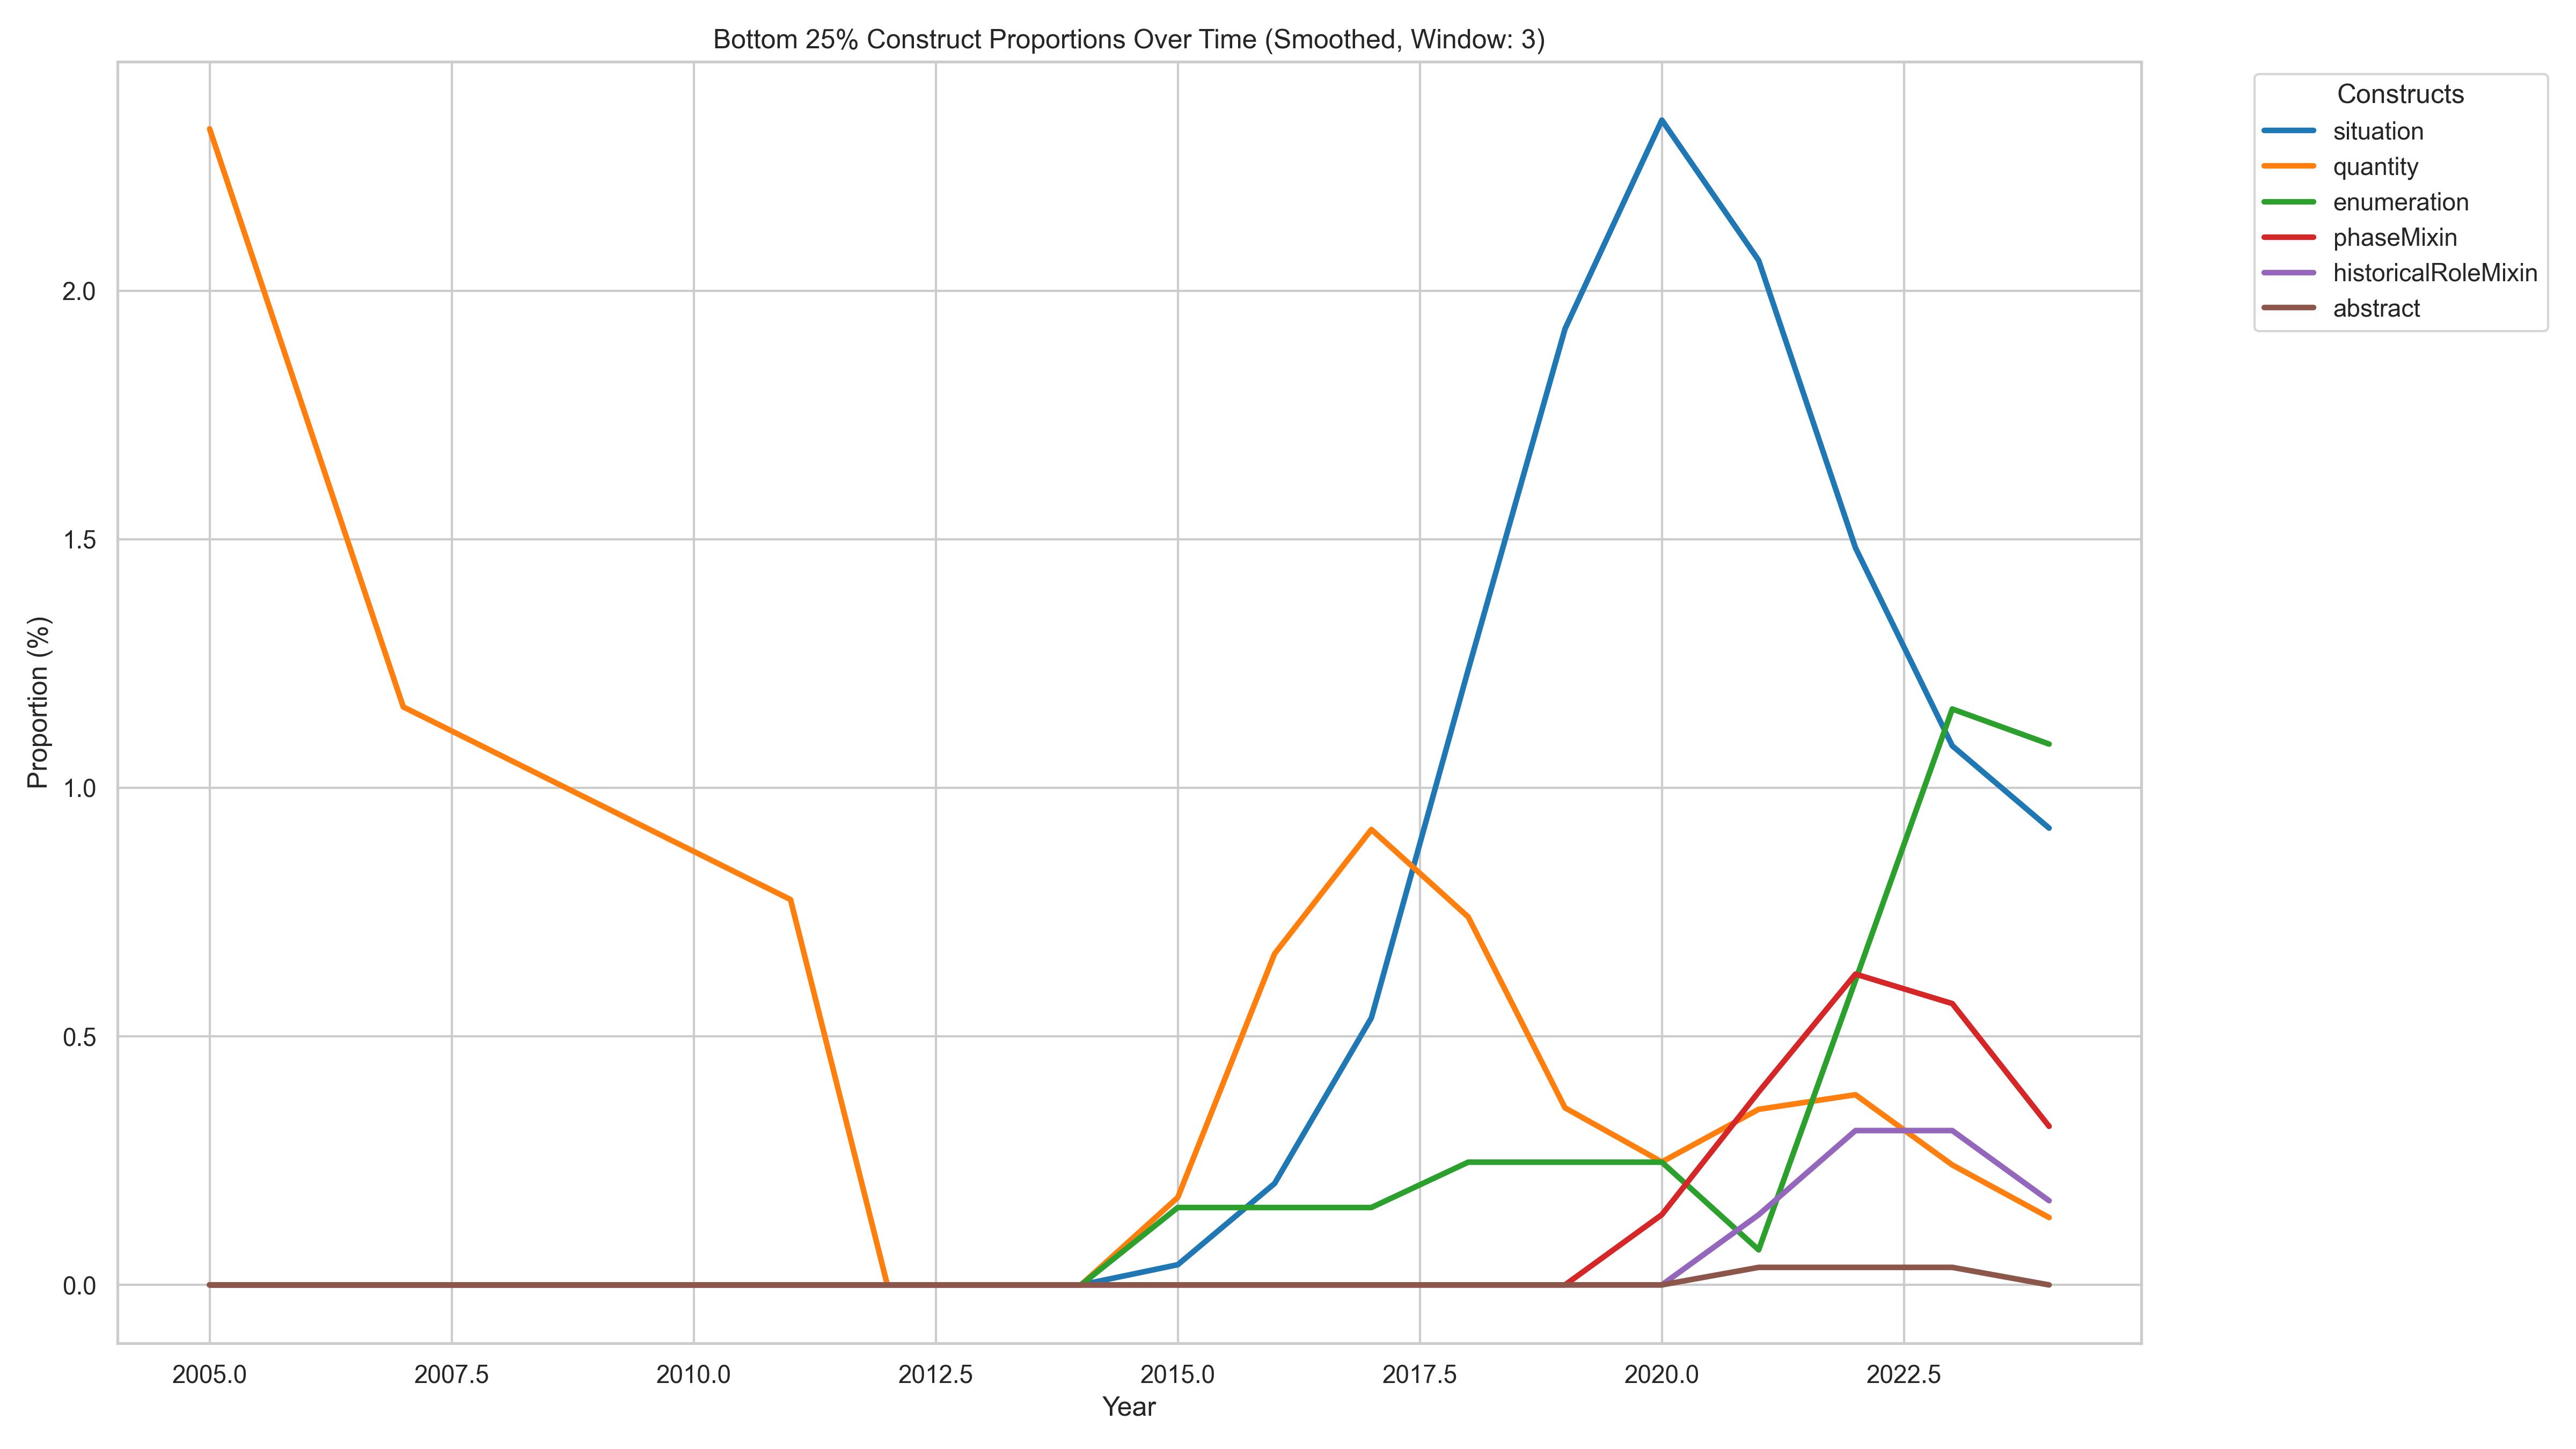 Bottom 25% Construct Proportions Over Time (Smoothed, Window: 3)
Constructs
situation
quantity
enumeration
phaseMixin
historicalRoleMixin
abstract
Proportion (%)
2.0
1.5
1.0
0.5
0.0
2005.0 2007.5 2010.0 2012.5 2015.0 2017.5 2020.0 2022.5
Year